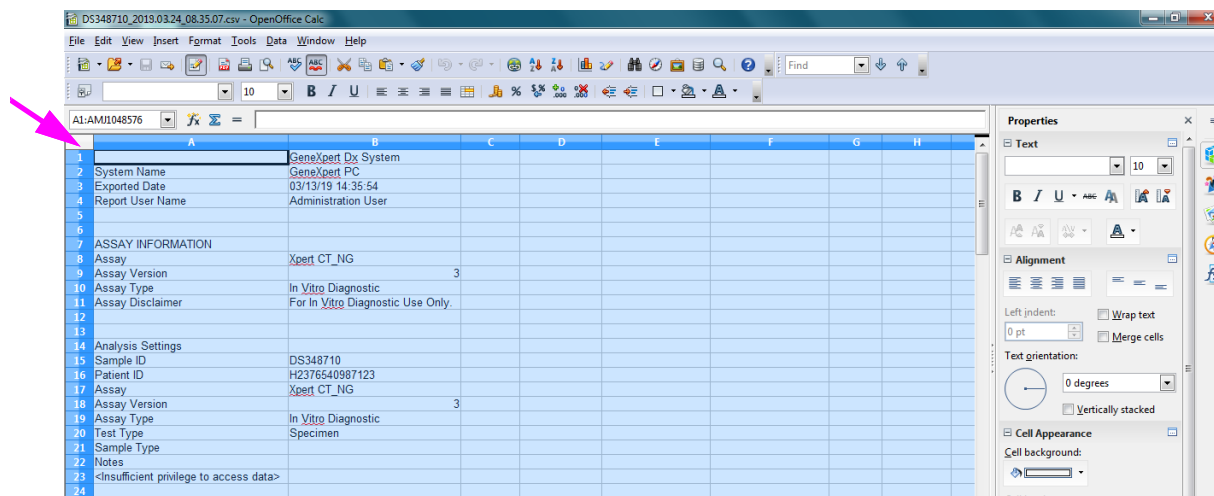 DS348710_2019.03.24_08.35.07.csv - OpenOffice Calc
File Edit View Insert Format Tools Data Window Help
Find
10 B I U
A1:AMJ1048576 fx Σ =
A B C D E F G H
1 GeneXpert Dx System
2 System Name GeneXpert PC
3 Exported Date 03/13/19 14:35:54
4 Report User Name Administration User
5
6
7 ASSAY INFORMATION
8 Assay Xpert CT_NG
9 Assay Version 3
10 Assay Type In Vitro Diagnostic
11 Assay Disclaimer For In Vitro Diagnostic Use Only.
12
13
14 Analysis Settings
15 Sample ID DS348710
16 Patient ID H2376540987123
17 Assay Xpert CT_NG
18 Assay Version 3
19 Assay Type In Vitro Diagnostic
20 Test Type Specimen
21 Sample Type
22 Notes
23 <Insufficient privilege to access data>
24
Properties
Text
10
B I U ABC
Alignment
Left indent:
Wrap text
0 pt
Merge cells
Text orientation:
0 degrees
Vertically stacked
Cell Appearance
Cell background: